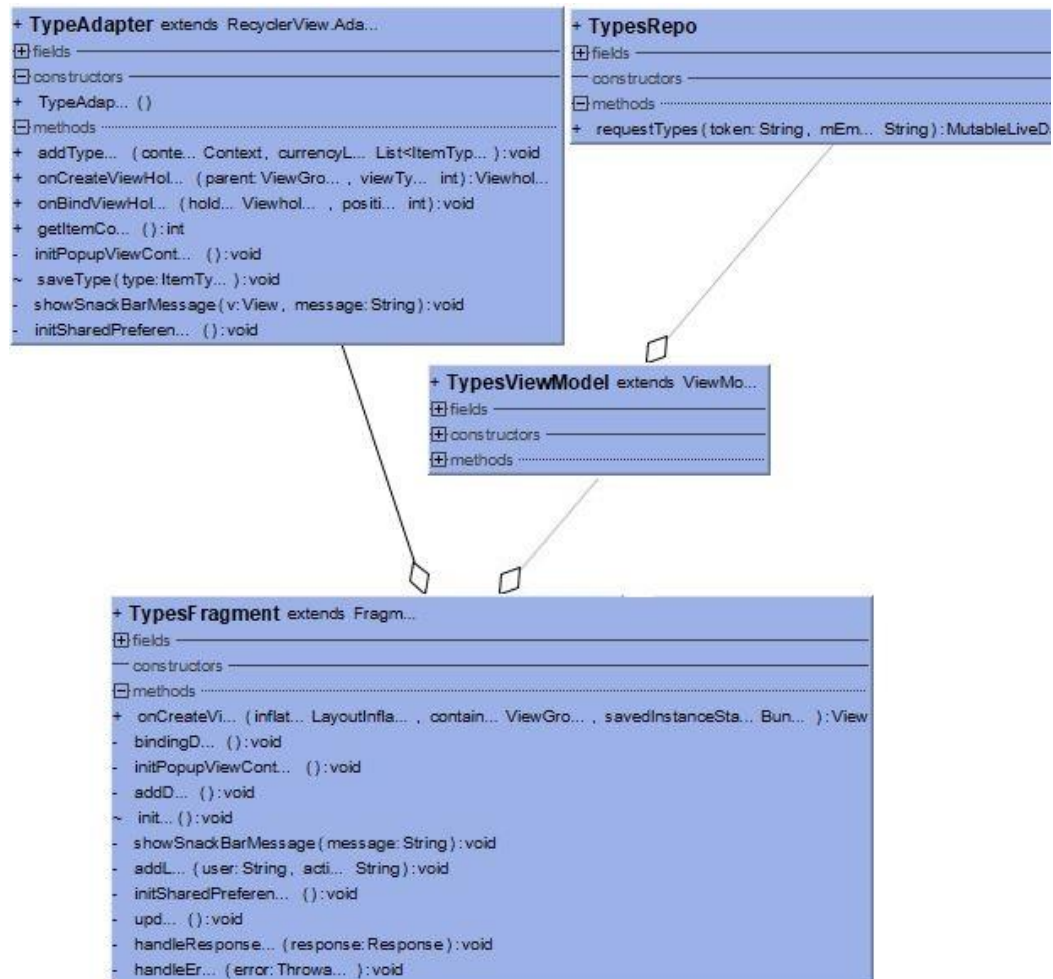 + TypeAdapter extends RecyclerView.Ada...
fields
constructors
+ TypeAdap... ()
methods
+ addType... (conte... Context, currencyL... List<ItemTyp... ):void
+ onCreateViewHol... (parent: ViewGro... , viewTy... int):Viewhol...
+ onBindViewHol... (hold... Viewhol... , positi... int):void
+ getItemCo... ():int
- initPopupViewCont... ():void
~ saveType(type:ItemTy... ):void
- showSnackBarMessage(v:View, message:String):void
- initSharedPreferen... ():void
+ TypesRepo
fields
constructors
methods
+ requestTypes(token:String, mEm... String):MutableLiveDa
+ TypesViewModel extends ViewMo...
fields
constructors
methods
+ TypesFragment extends Fragm...
fields
constructors
methods
+ onCreateVi... (inflat... LayoutInfla... , contain... ViewGro... , savedInstanceSta... Bun... ):View
- bindingD... ():void
- initPopupViewCont... ():void
- addD... ():void
~ init...():void
- showSnackBarMessage(message:String):void
- addL... (user:String, acti... String):void
- initSharedPreferen... ():void
- upd... ():void
- handleResponse... (response:Response):void
- handleEr... (error:Throwa... ):void